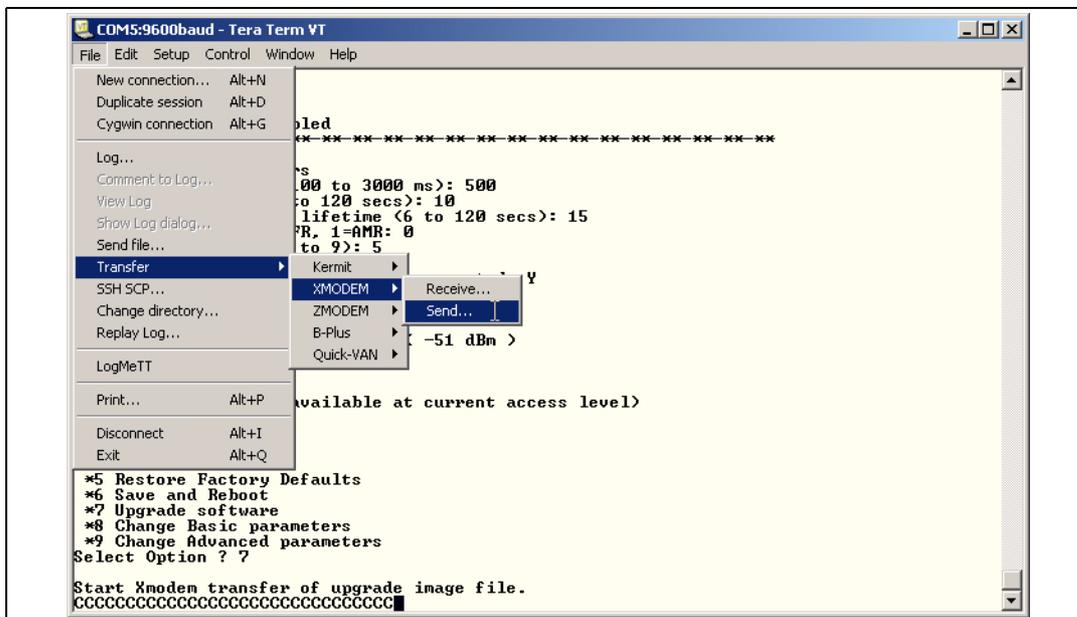 COM5:9600baud - Tera Term VT
File Edit Setup Control Window Help
New connection... Alt+N
Duplicate session Alt+D
Cygwin connection Alt+G
Log...
Comment to Log...
View Log
Show Log dialog...
Send file...
Transfer
SSH SCP...
Change directory...
Replay Log...
LogMeTT
Print... Alt+P
Disconnect Alt+I
Exit Alt+Q
Kermit
XMODEM
ZMODEM
B-Plus
Quick-VAN
Receive...
Send...
bled
** ** ** ** ** ** ** ** ** ** ** ** ** ** ** **
rs
00 to 3000 ms): 500
to 120 secs): 10
lifetime (6 to 120 secs): 15
FR, 1=AMR: 0
to 9): 5
Y
( -51 dBm )
available at current access level)
*5 Restore Factory Defaults
*6 Save and Reboot
*7 Upgrade software
*8 Change Basic parameters
*9 Change Advanced parameters
Select Option ? 7
Start Xmodem transfer of upgrade image file.
CCCCCCCCCCCCCCCCCCCCCCCCCCCCCCC